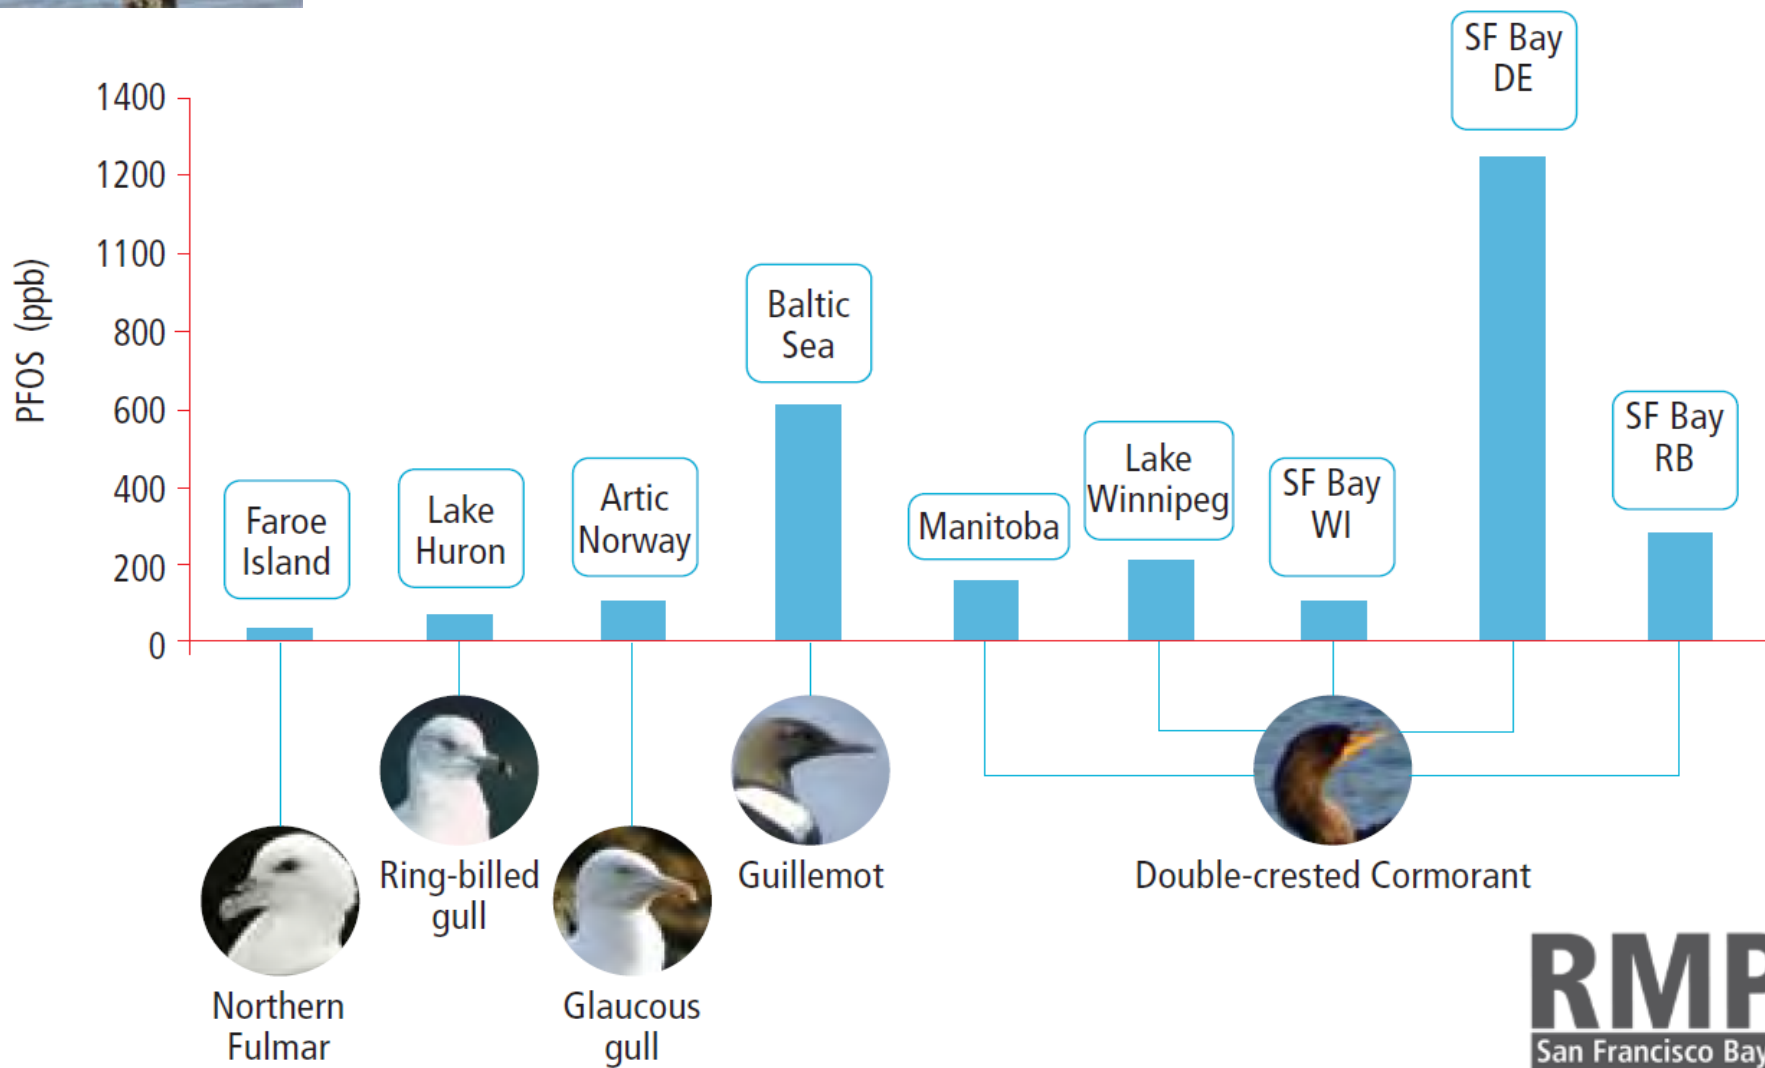 SF Bay
DE
1400
1200
1100
800
600
400
200
0
PFOS (ppb)
Faroe
Island
Lake
Huron
Artic
Norway
Baltic
Sea
Manitoba
Lake
Winnipeg
SF Bay
WI
SF Bay
RB
Northern
Fulmar
Ring-billed
gull
Glaucous
gull
Guillemot
Double-crested Cormorant
RMP
San Francisco Bay